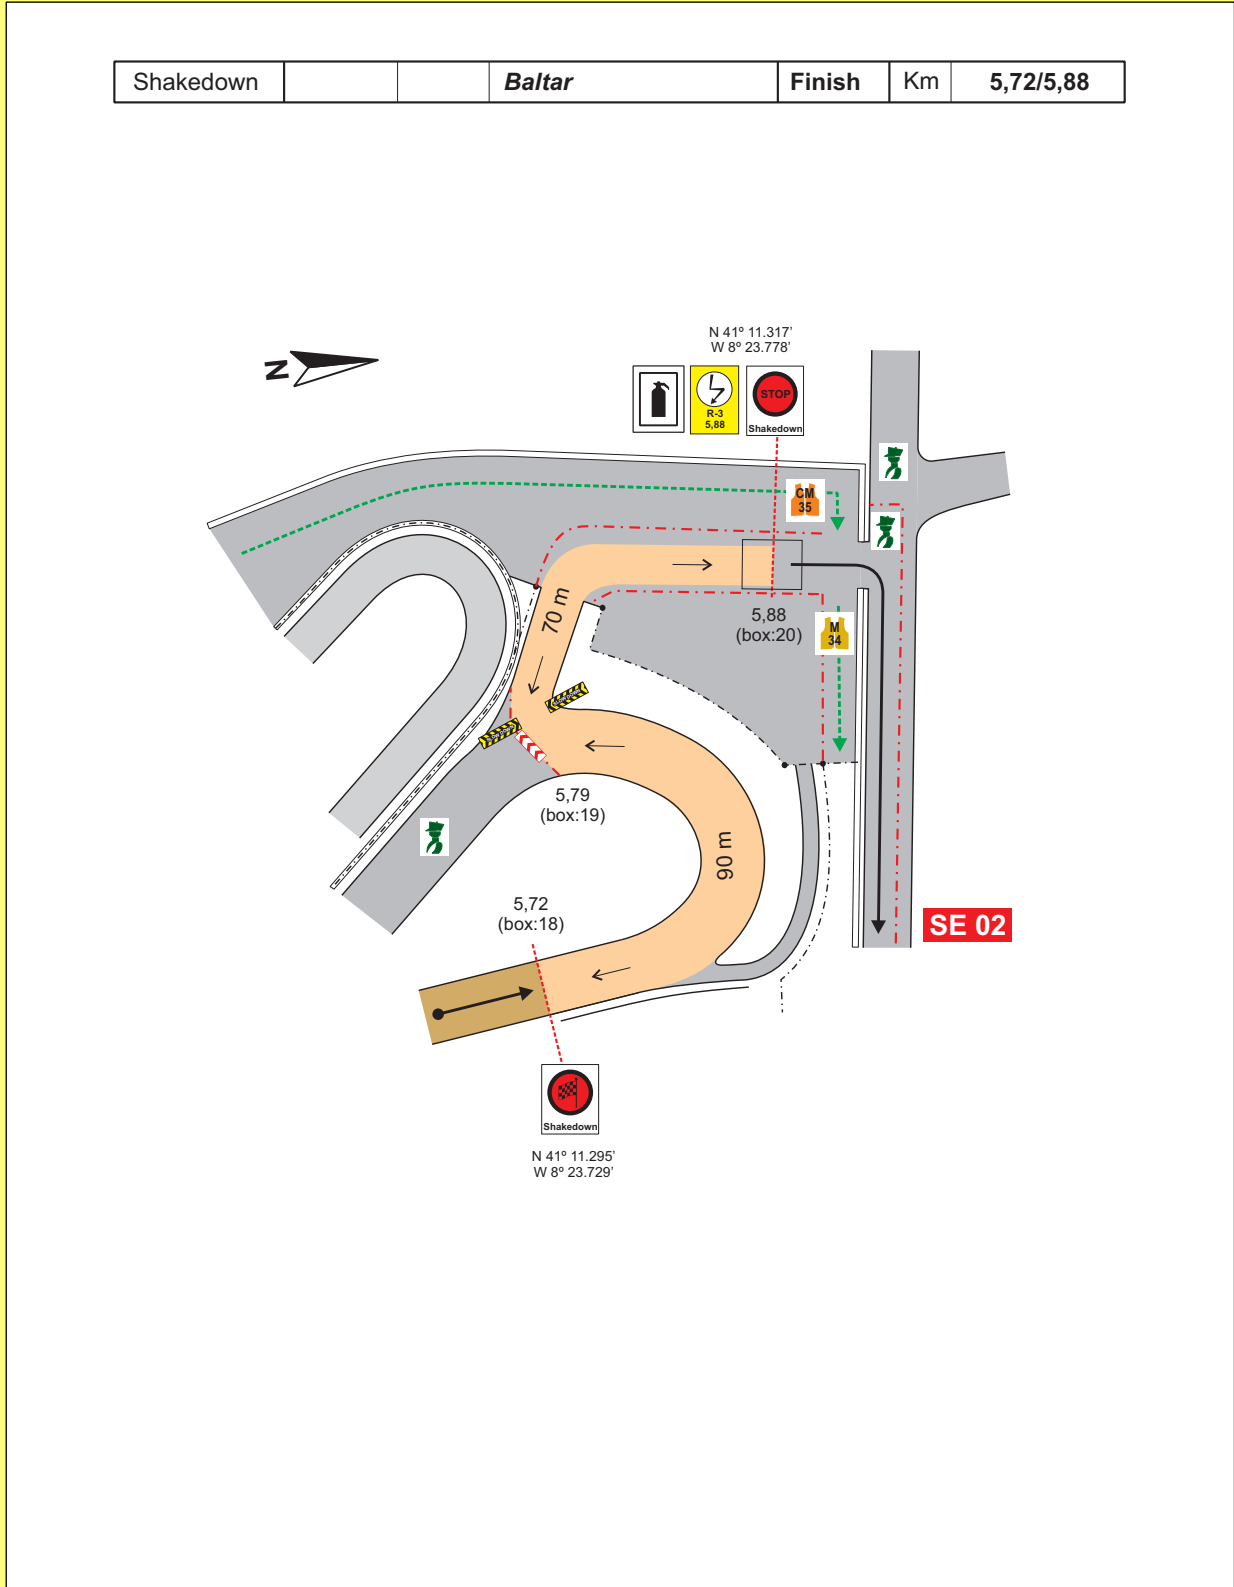 Shakedown Baltar Finish Km 5,72/5,88
N 41º 11.317’
W 8º 23.778’
N
R-3
5,88
STOP
Shakedown
CM
35
70 m
5,88
(box:20)
M
34
5,79
(box:19)
90 m
5,72
(box:18)
SE 02
Shakedown
N 41º 11.295’
W 8º 23.729’